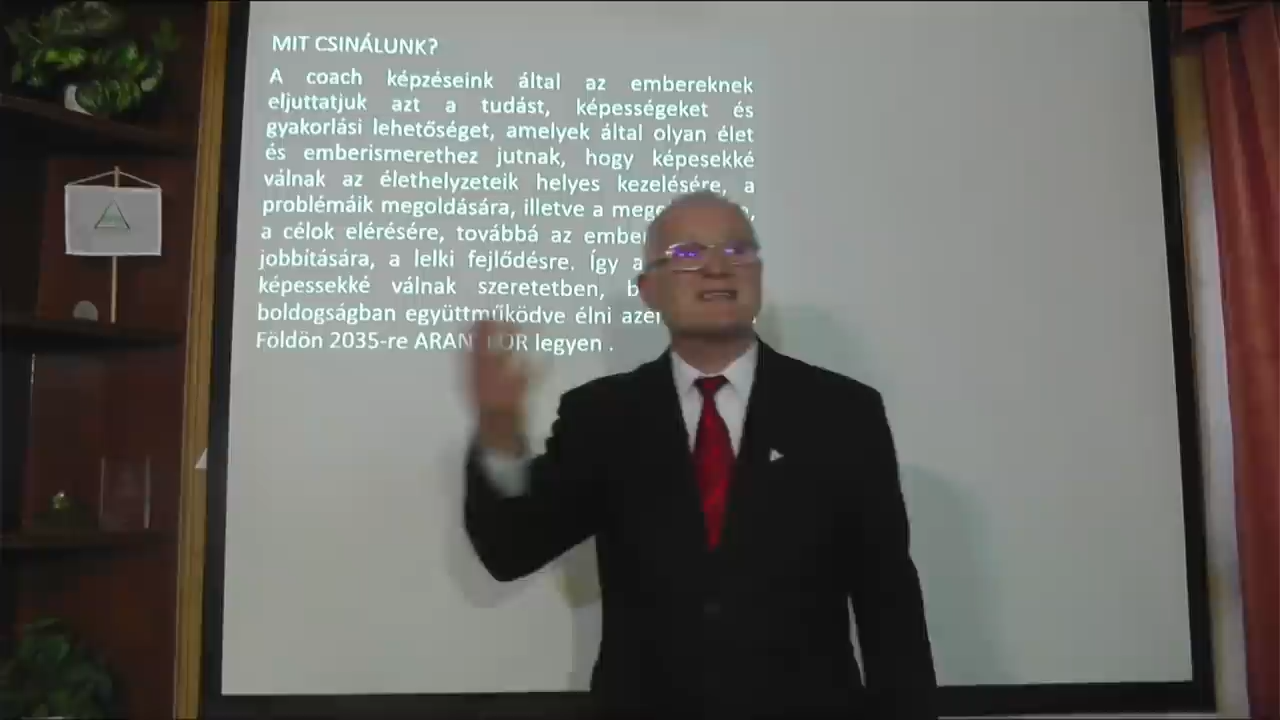 MIT CSINÁLUNK?
A coach képzéseink által az embereknek
eljuttatjuk azt a tudást, képességeket és
gyakorlási lehetőséget, amelyek által olyan élet
és emberismerethez jutnak, hogy képesekké
válnak az élethelyzeteik helyes kezelésére, a
problémáik megoldására, illetve a
a célok elérésére, továbbá az
jobbítására, a lelki fejlődésre. Így
képessekké válnak szeretetben,
boldogságban együttműködve élni
Földön 2035-re legyen .